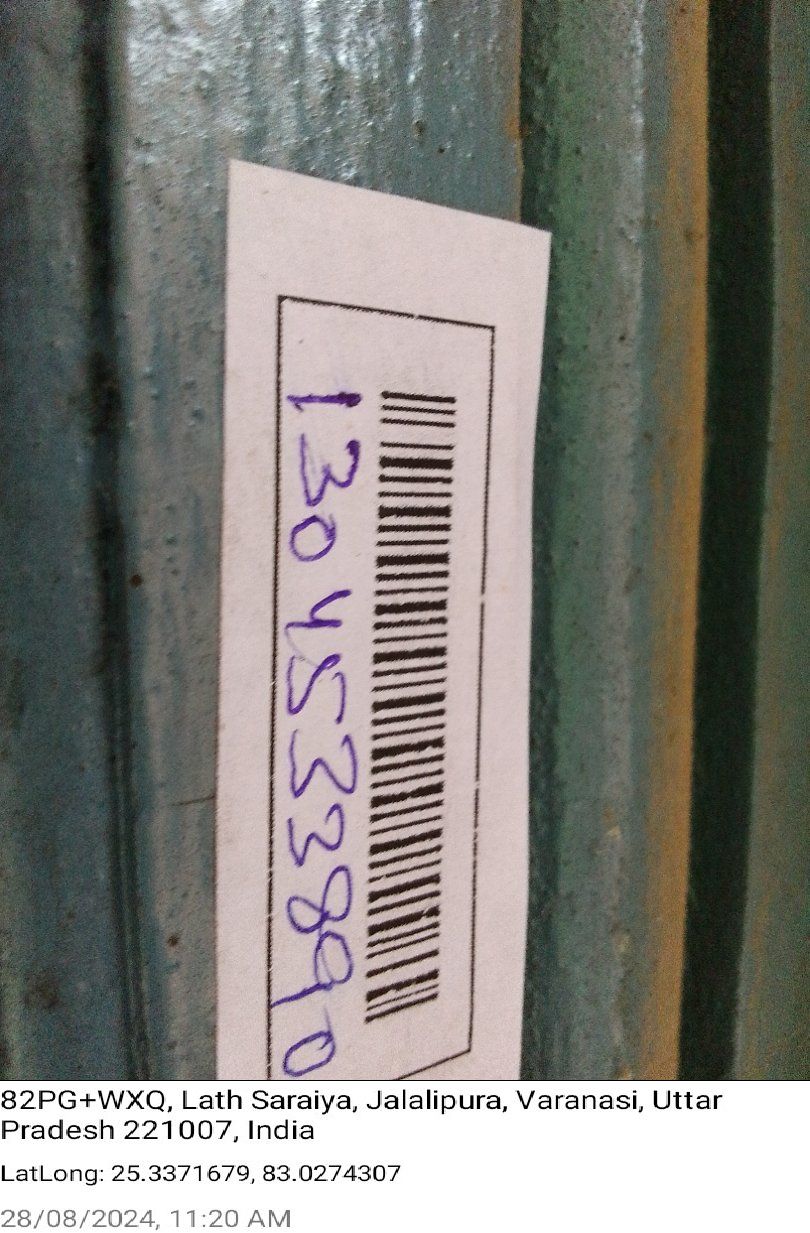 1304533890
82PG+WXQ, Lath Saraiya, Jalalipura, Varanasi, Uttar
Pradesh 221007, India
LatLong: 25.3371679, 83.0274307
28/08/2024, 11:20 AM